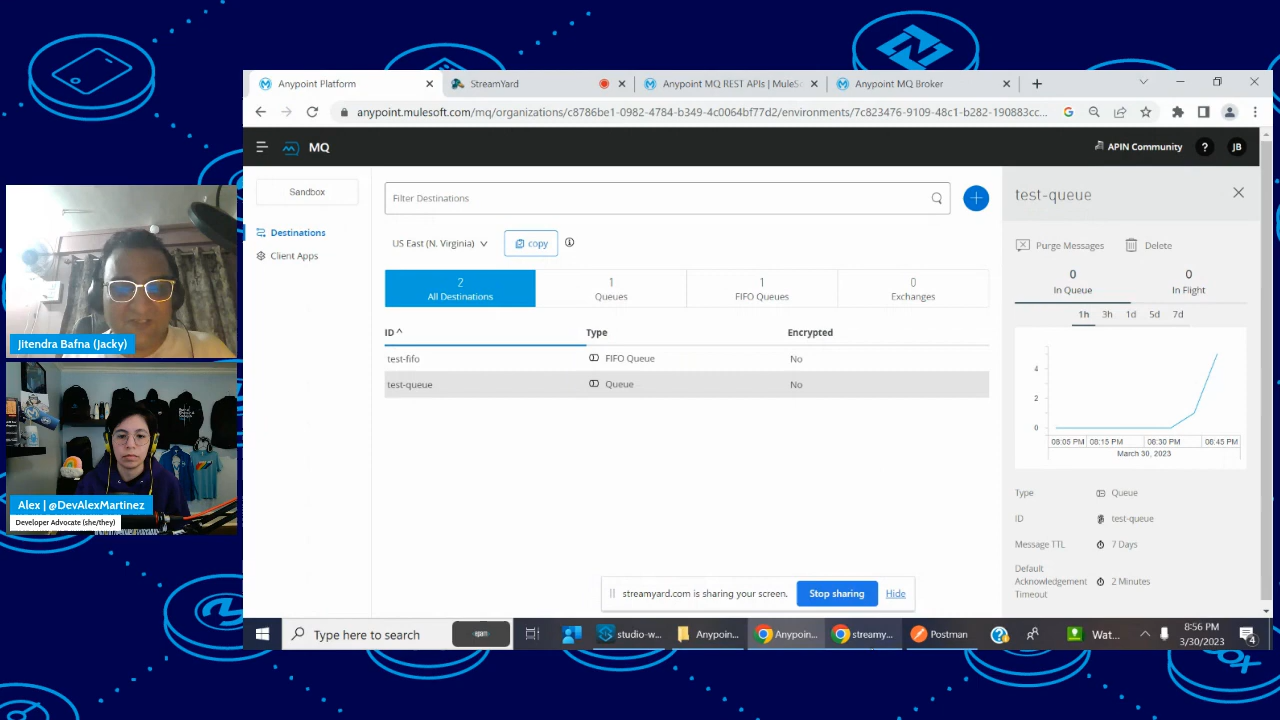 Anypoint Platform
StreamYard
Anypoint MQ REST APIs | MuleSo
Anypoint MQ Broker
anypoint.mulesoft.com/mq/organizations/c8786be1-0982-4784-b349-4c0064bf77d2/environments/7c823476-9109-48c1-b282-190883cc...
MQ
APIN Community
?
JB
Sandbox
Destinations
Client Apps
Filter Destinations
US East (N. Virginia)
copy
2
All Destinations
1
Queues
1
FIFO Queues
0
Exchanges
ID
Type
Encrypted
test-fifo
FIFO Queue
No
test-queue
Queue
No
test-queue
Purge Messages
Delete
0
In Queue
0
In Flight
1h 3h 1d 5d 7d
4
2
0
08:05 PM 08:15 PM 08:30 PM 08:45 PM
March 30, 2023
Type
Queue
ID
test-queue
Message TTL
7 Days
Default
Acknowledgement
Timeout
2 Minutes
streamyard.com is sharing your screen.
Stop sharing
Hide
Type here to search
studio-w...
Anypoin...
Anypoin...
streamy...
Postman
Wat...
8:56 PM
3/30/2023
4
Jitendra Bafna (Jacky)
Alex | @DevAlexMartinez
Developer Advocate (she/they)